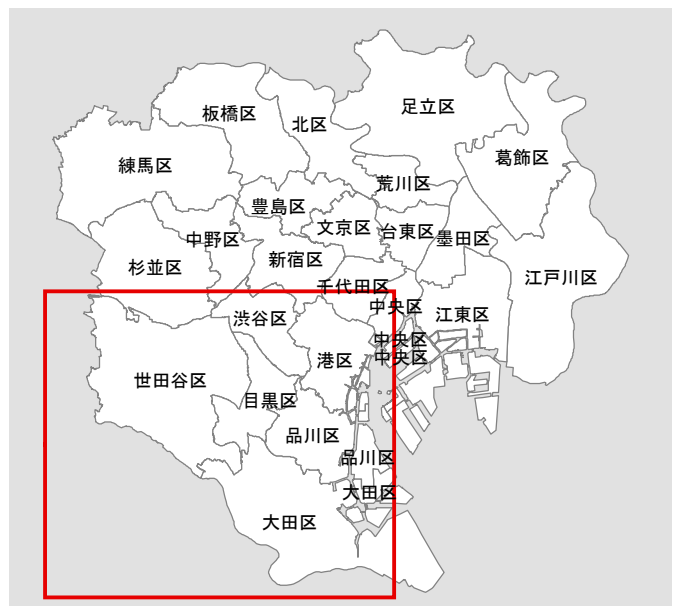 足立区
板橋区
北区
葛飾区
練馬区
荒川区
豊島区
文京区
台東区
墨田区
中野区
新宿区
杉並区
江戸川区
千代田区
中央区
江東区
渋谷区
中央区
港区
中央区
世田谷区
目黒区
品川区
品川区
大田区
大田区